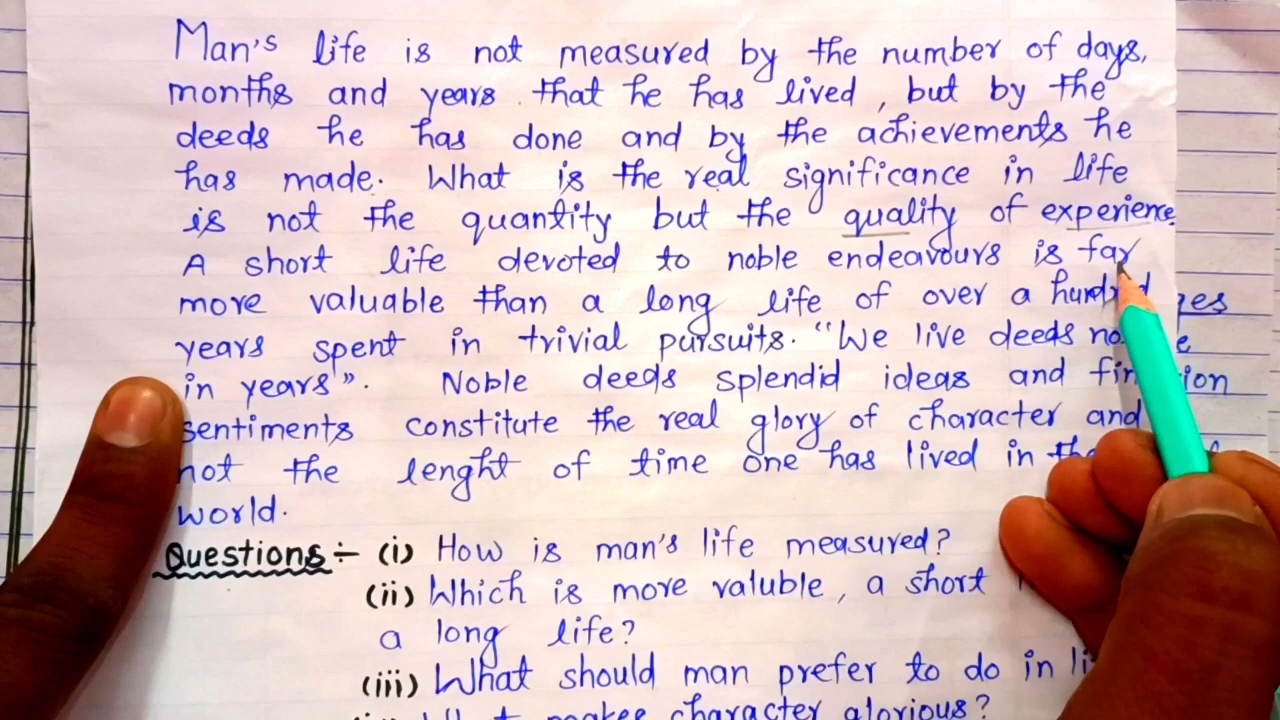 Man's life is not measured by the number of days,
months and years that he has lived, but by the
deeds he has done and by the achievements he
has made. What is the real significance in life
is not the quantity but the quality of experience
A short life devoted to noble endeavours is far
more valuable than a long life of over a hundred
years spent in trivial pursuits. "We live deeds
in years". Noble deeds splendid ideas and
sentiments constitute the real glory of character and
not the lenght of time one has lived in
world.
Questions:- (i) How is man's life measured?
(ii) Which is more valuble, a short
a long life?
(iii) What should man prefer to do in
makes character glorious?